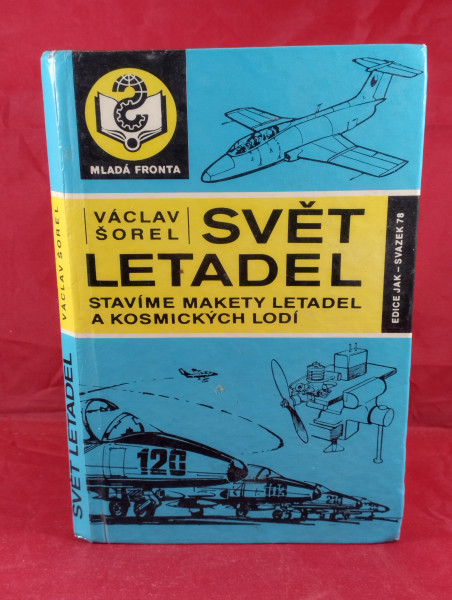 MLADÁ FRONTA
VÁCLAV
ŠOREL
SVĚT
LETADEL
STAVÍME MAKETY LETADEL
A KOSMICKÝCH LODÍ
EDICE JAK – SVAZEK 78
VÁCLAV ŠOREL
SVĚT LETADEL
120